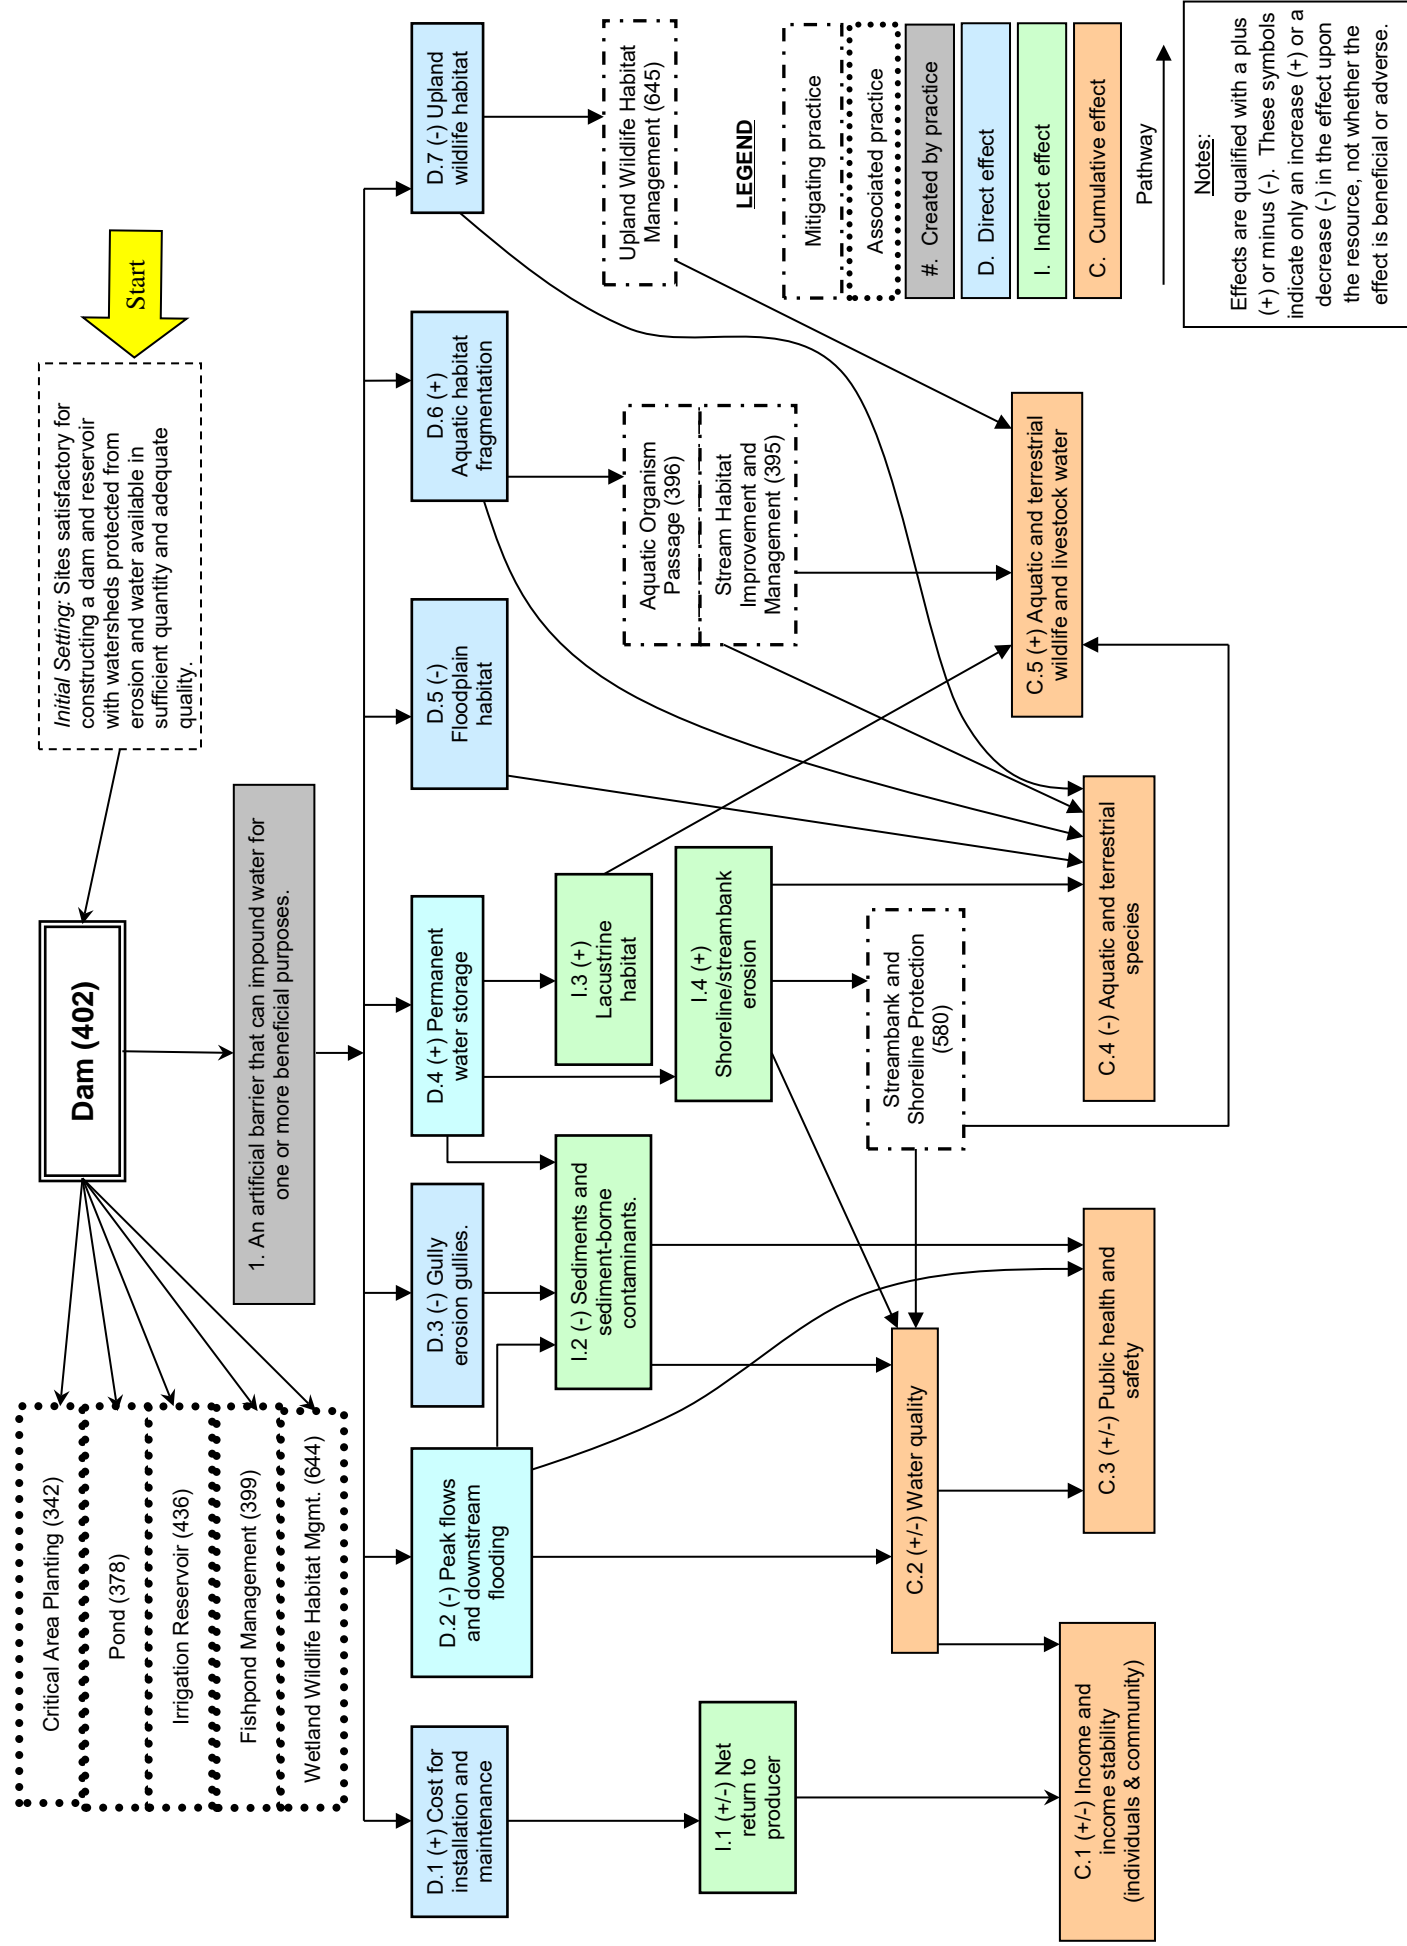 Start
Initial Setting: Sites satisfactory for
constructing a dam and reservoir
with watersheds protected from
erosion and water available in
sufficient quantity and adequate
quality.
Dam (402)
Critical Area Planting (342)
Pond (378)
Irrigation Reservoir (436)
Fishpond Management (399)
Wetland Wildlife Habitat Mgmt. (644)
1. An artificial barrier that can impound water for
one or more beneficial purposes.
D.1 (+) Cost for
installation and
maintenance
D.2 (-) Peak flows
and downstream
flooding
D.3 (-) Gully
erosion gullies.
D.4 (+) Permanent
water storage
D.5 (-)
Floodplain
habitat
D.6 (+)
Aquatic habitat
fragmentation
D.7 (-) Upland
widlife habitat
I.2 (-) Sediments and
sediment-borne
contaminants.
I.3 (+)
Lacustrine
habitat
Aquatic Organism
Passage (396)
Stream Habitat
Improvement and
Management (395)
Upland Wildlife Habitat
Management (645)
I.1 (+/-) Net
return to
producer
I.4 (+)
Shoreline/streambank
erosion
Streambank and
Shoreline Protection
(580)
C.2 (+/-) Water quality
C.5 (+) Aquatic and terrestrial
wildlife and livestock water
C.1 (+/-) Income and
income stability
(individuals & community)
C.3 (+/-) Public health and
safety
C.4 (-) Aquatic and terrestrial
species
LEGEND
Mitigating practice
Associated practice
#. Created by practice
D. Direct effect
I. Indirect effect
C. Cumulative effect
Pathway
Notes:
Effects are qualified with a plus
(+) or minus (-). These symbols
indicate only an increase (+) or a
decrease (-) in the effect upon
the resource, not whether the
effect is beneficial or adverse.